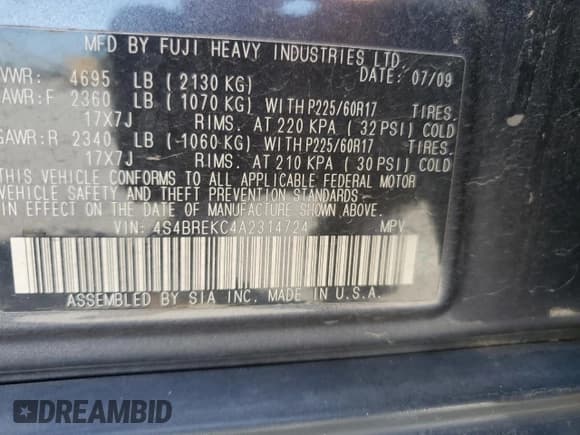 MFD BY FUJI HEAVY INDUSTRIES LTD.
VWR: 4695 LB (2130 KG) DATE: 07/09
AWR:F 2360 LB (1070 KG) WITH P225/60R17 TIRES.
17X7J RIMS. AT 220 KPA (32 PSI) COLD
GAWR:R 2340 LB (1060 KG) WITH P225/60R17 TIRES.
17X7J RIMS. AT 210 KPA (30 PSI) COLD
THIS VEHICLE CONFORMS TO ALL APPLICABLE FEDERAL MOTOR
VEHICLE SAFETY AND THEFT PREVENTION STANDARDS
IN EFFECT ON THE DATE OF MANUFACTURE SHOWN ABOVE.
VIN: 4S4BREKC4A2314724 MPV
ASSEMBLED BY SIA INC. MADE IN U.S.A.
DREAMBID